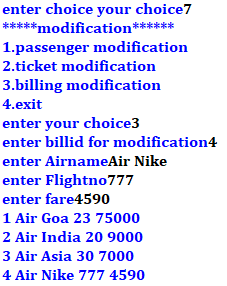 enter choice your choice7
*****modification******
1.passenger modification
2.ticket modification
3.billing modification
4.exit
enter your choice3
enter billid for modification4
enter AirnameAir Nike
enter Flightno777
enter fare4590
1 Air Goa 23 75000
2 Air India 20 9000
3 Air Asia 30 7000
4 Air Nike 777 4590